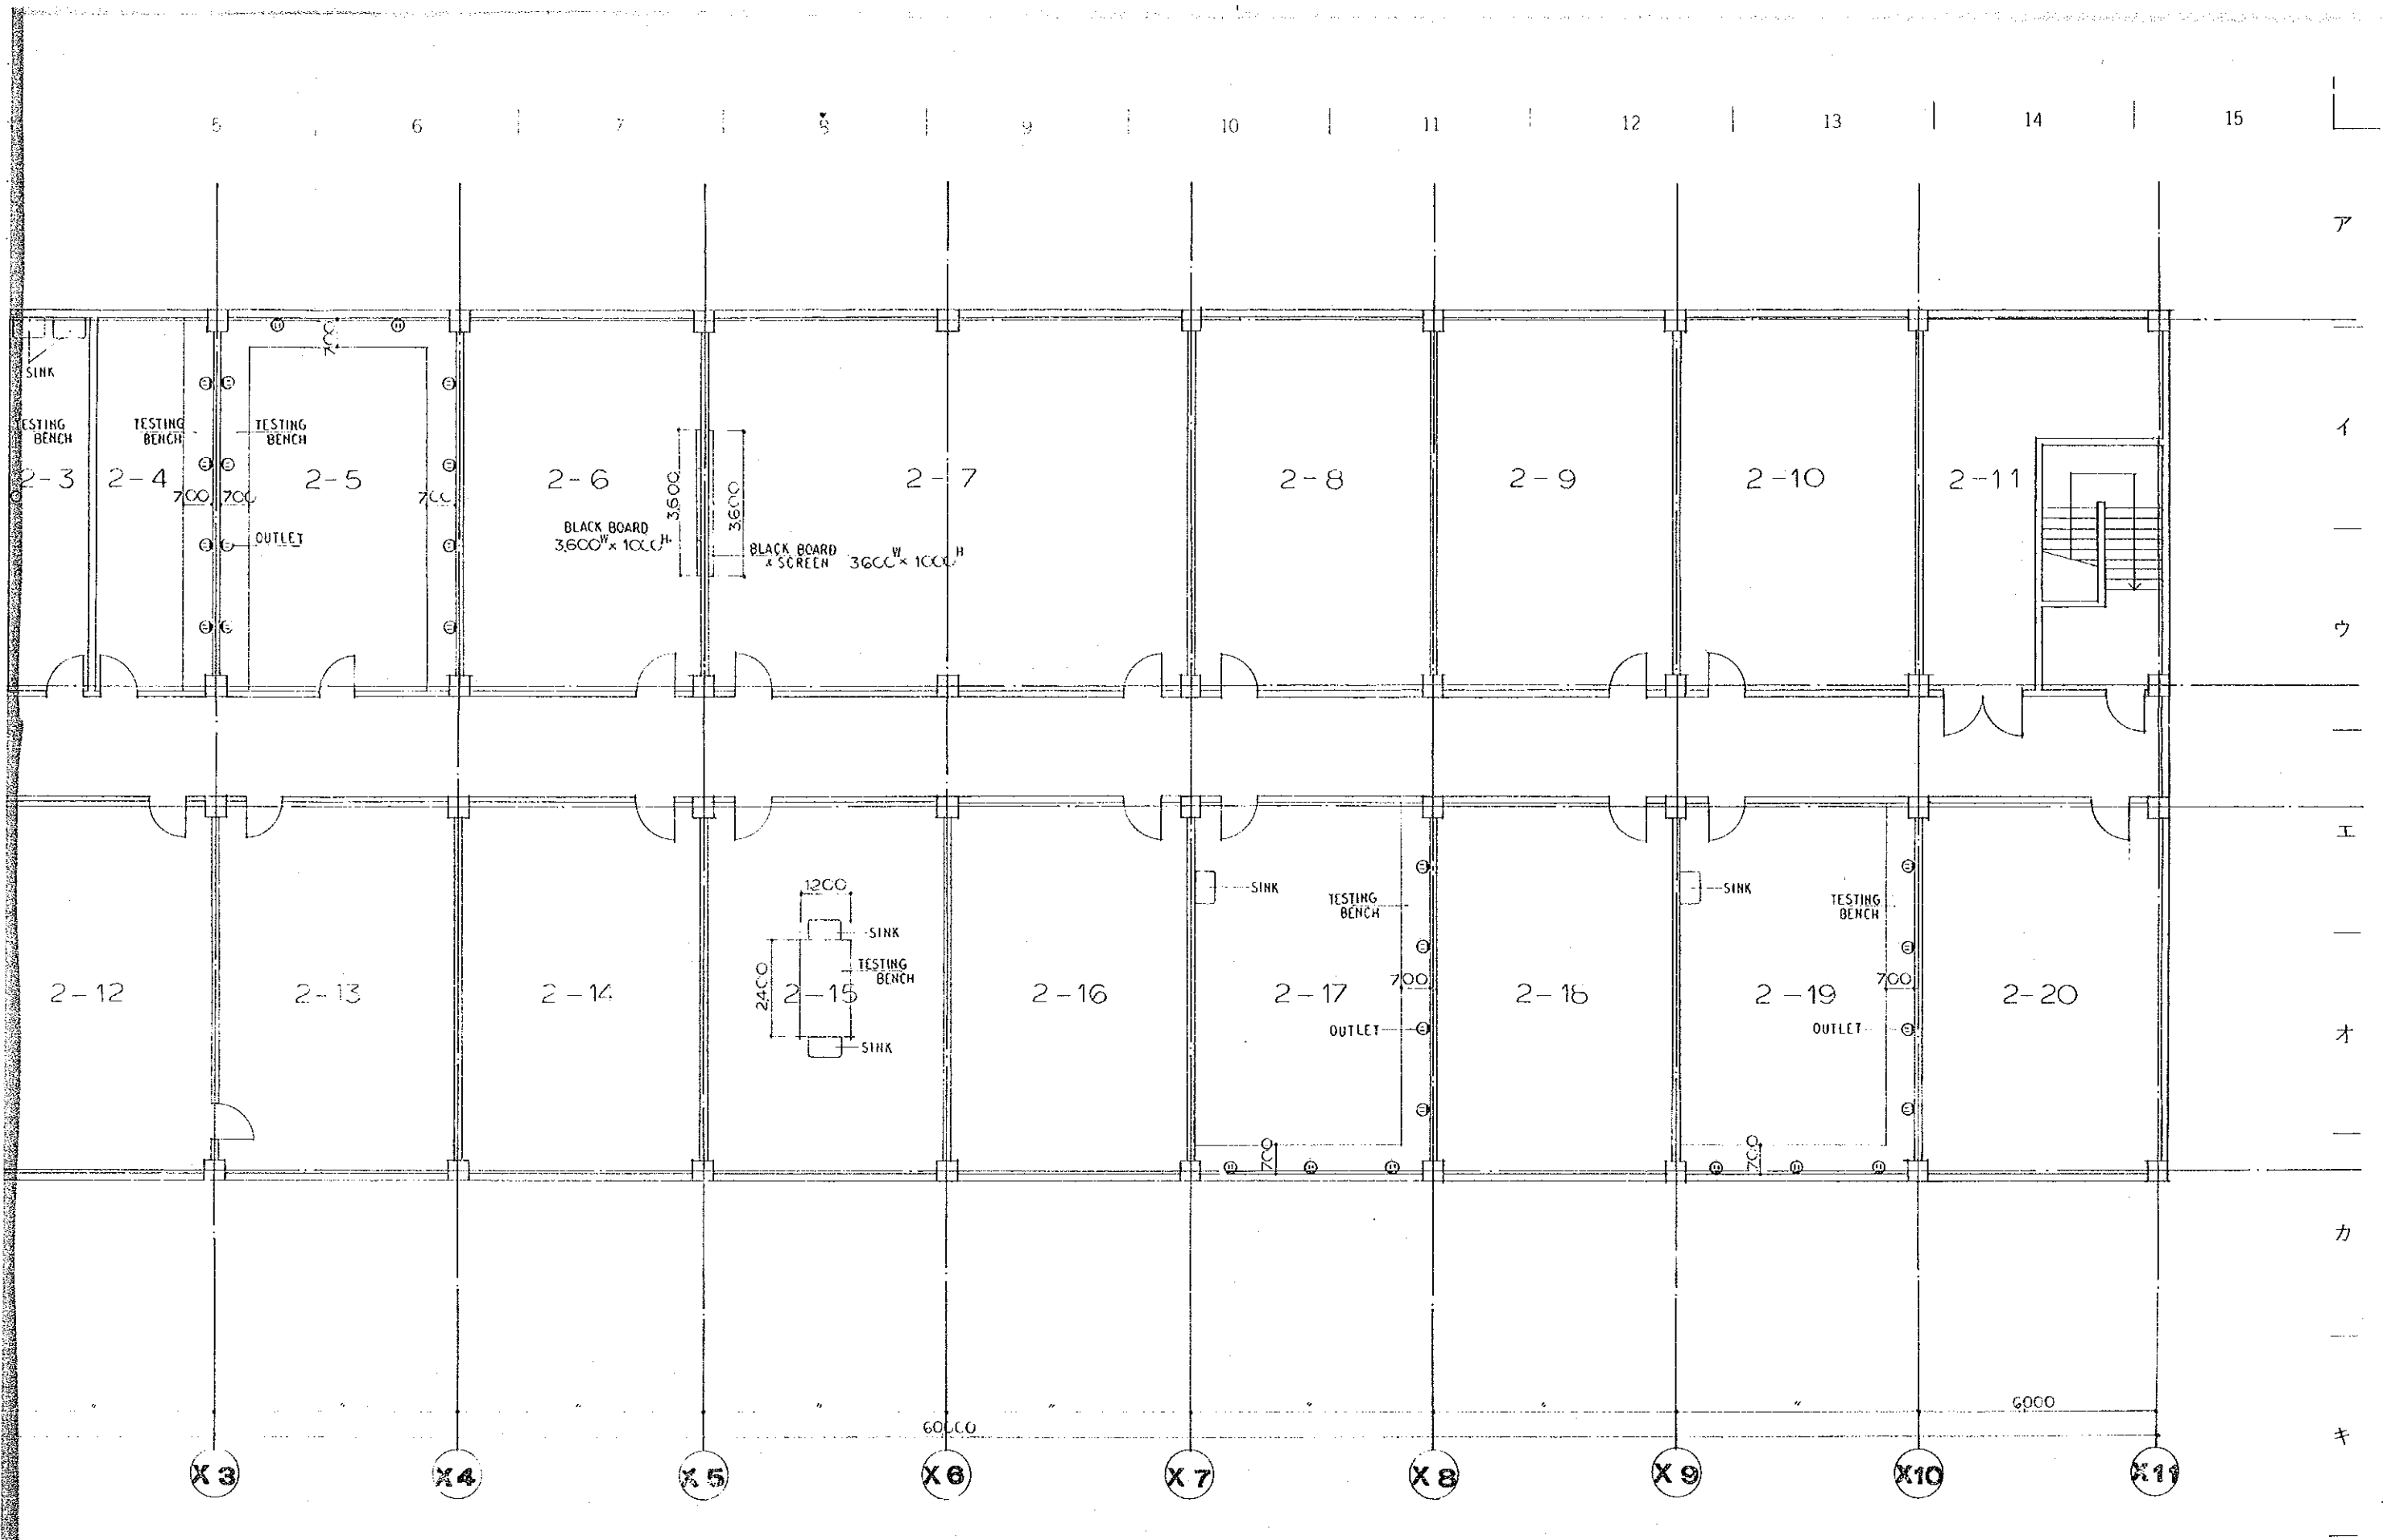 5 6 7 8 9 10 11 12 13 14 15
ア
イ
ウ
エ
オ
カ
キ
SINK
TESTING
BENCH
2-3
TESTING
BENCH
2-4
700
700
TESTING
BENCH
2-5
700
700
OUTLET
2-6
BLACK BOARD
3,600W x 1000H
3,600
3,600
2-7
BLACK BOARD
& SCREEN 3600W x 1000H
2-8
2-9
2-10
2-11
2-12
2-13
2-14
1200
SINK
2400
TESTING
BENCH
2-15
SINK
2-16
SINK
TESTING
BENCH
2-17
700
OUTLET
700
2-18
SINK
TESTING
BENCH
2-19
700
OUTLET
700
2-20
〃 〃 〃 〃 〃 〃 〃 〃 6000
60000
X3 X4 X5 X6 X7 X8 X9 X10 X11